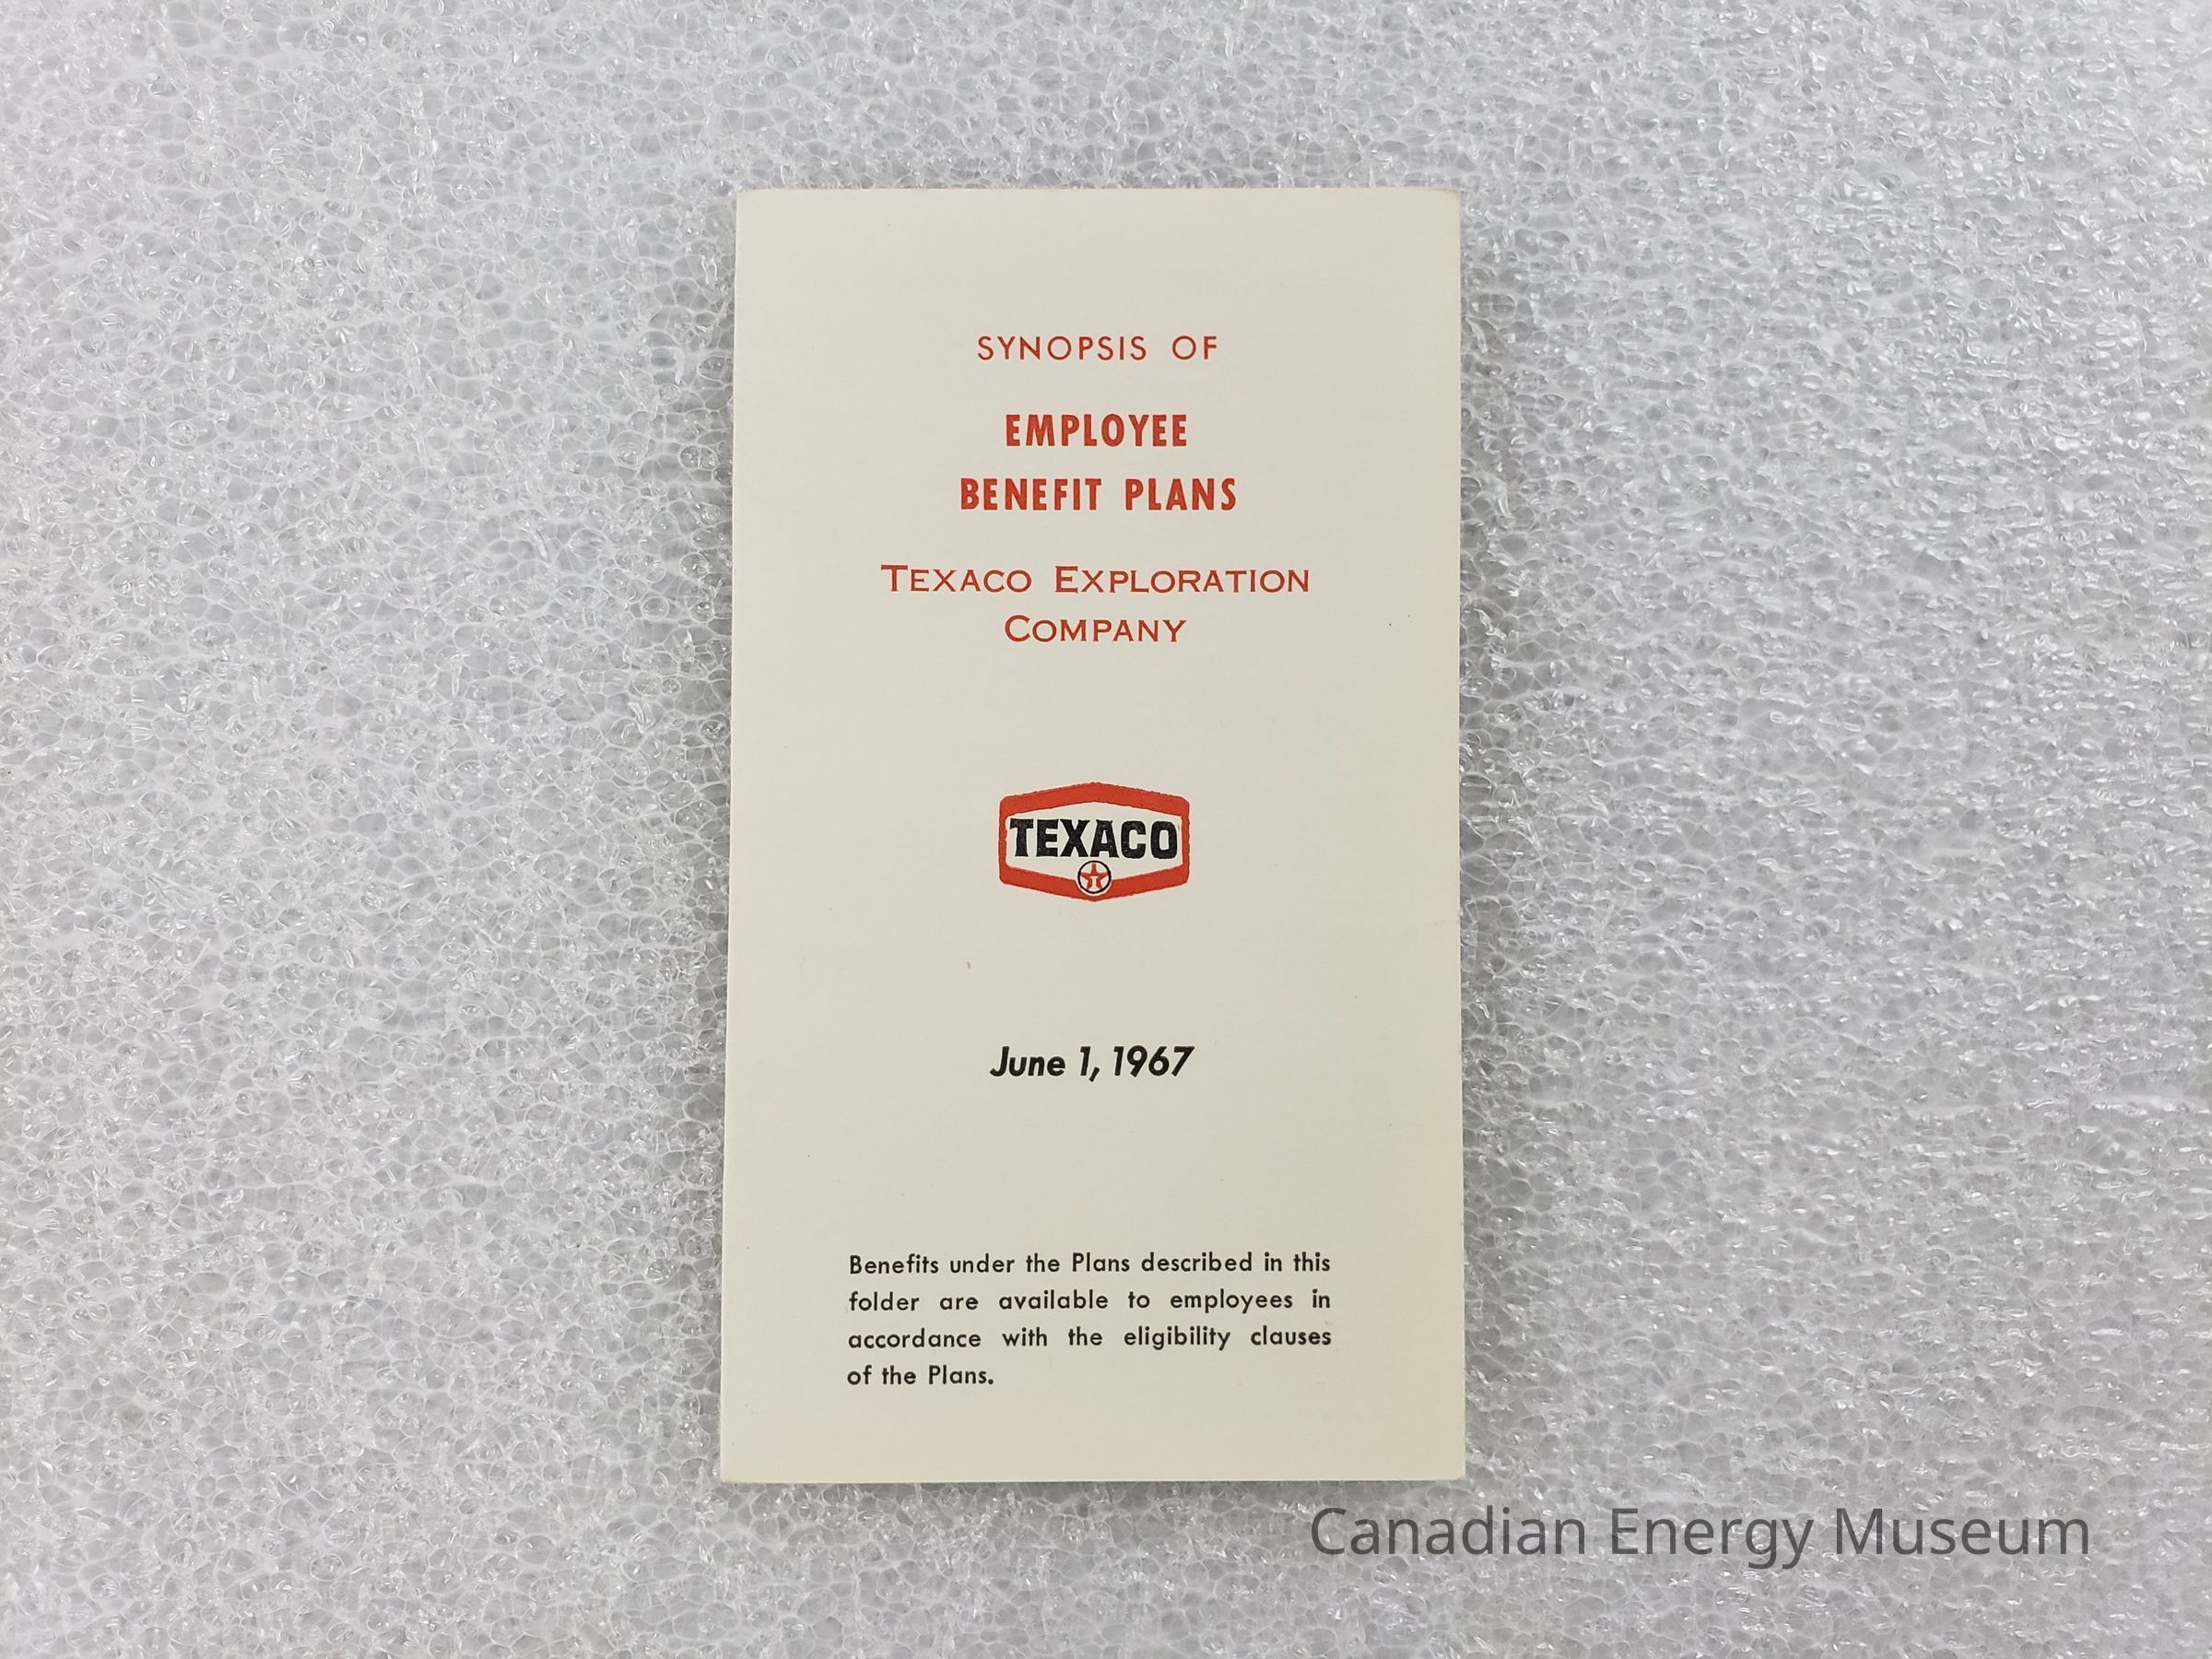 SYNOPSIS OF
EMPLOYEE
BENEFIT PLANS
TEXACO EXPLORATION
COMPANY
TEXACO
T
June 1, 1967
Benefits under the Plans described in this
folder are available to employees in
accordance with the eligibility clauses
of the Plans.
Canadian Energy Museum